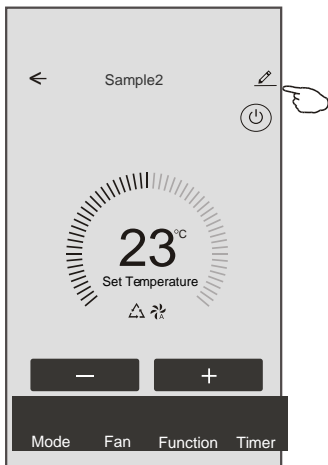 Sample2
23°C
Set Temperature
A
− +
Mode Fan Function Timer